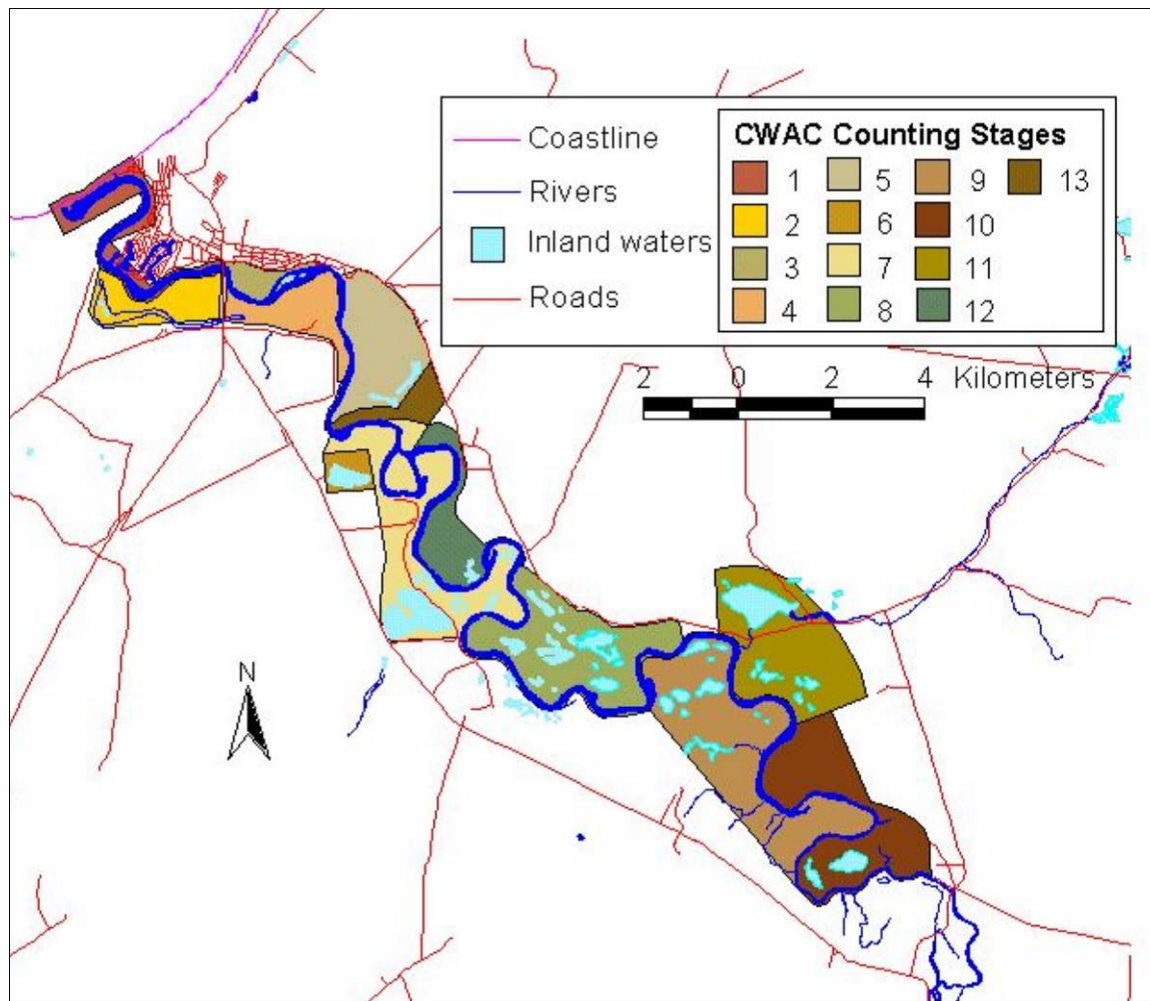 Coastline
Rivers
Inland waters
Roads
CWAC Counting Stages
1 5 9 13
2 6 10
3 7 11
4 8 12
2 0 2 4 Kilometers
N